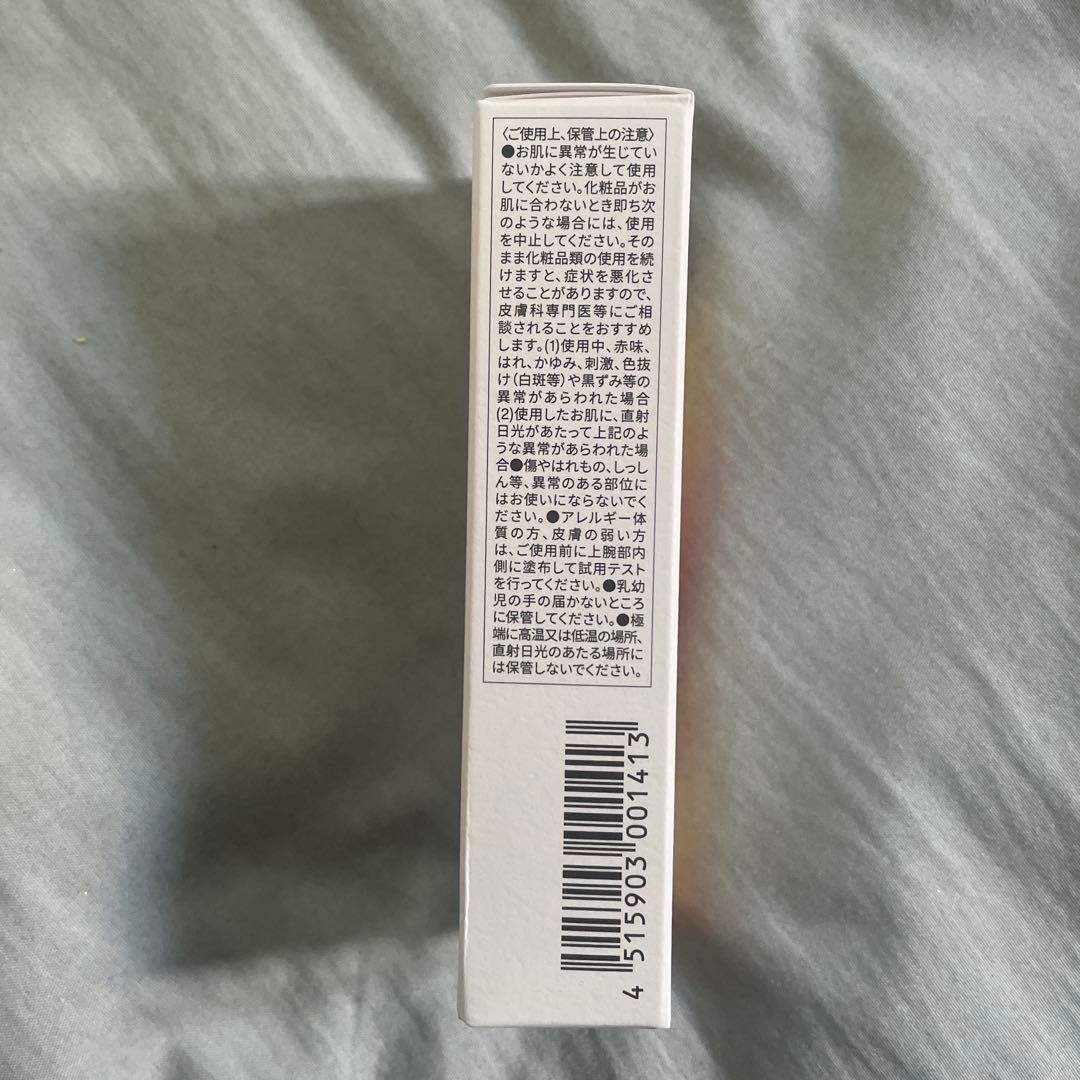 〈ご使用上、保管上の注意〉
●お肌に異常が生じてい
ないかよく注意して使用
してください。化粧品がお
肌に合わないとき即ち次
のような場合には、使用
を中止してください。その
まま化粧品類の使用を続
けますと、症状を悪化さ
せることがありますので、
皮膚科専門医等にご相
談されることをおすすめ
します。(1)使用中、赤味、
はれ、かゆみ、刺激、色抜
け(白斑等)や黒ずみ等の
異常があらわれた場合
(2)使用したお肌に、直射
日光があたって上記のよ
うな異常があらわれた場
合●傷やはれもの、しっし
ん等、異常のある部位に
はお使いにならないでく
ださい。●アレルギー体
質の方、皮膚の弱い方
は、ご使用前に上腕部内
側に塗布して試用テスト
を行ってください。●乳幼
児の手の届かないところ
に保管してください。●極
端に高温又は低温の場所、
直射日光のあたる場所に
は保管しないでください。
4 515903 001413